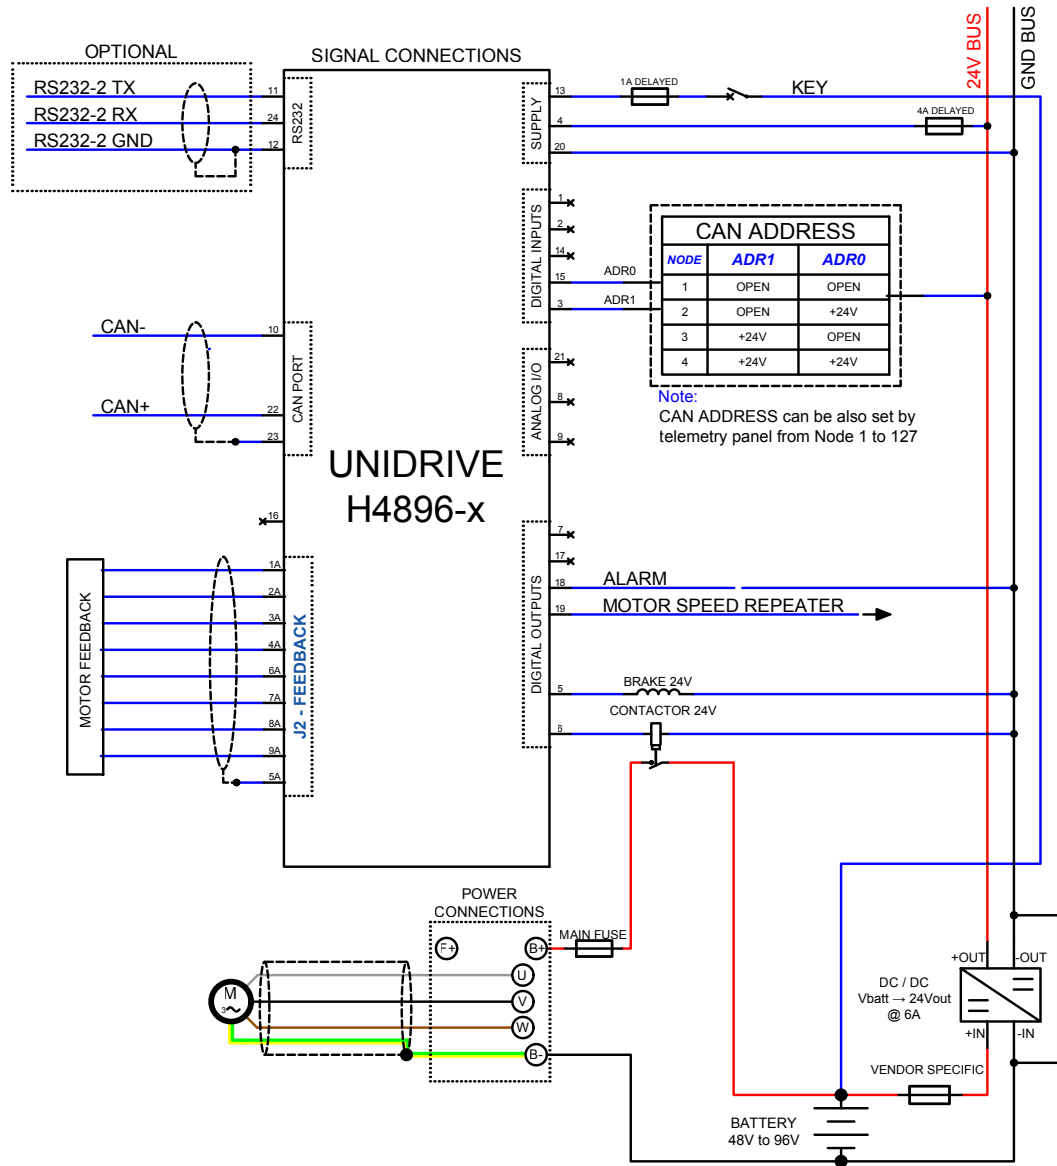 OPTIONAL
SIGNAL CONNECTIONS
24V BUS
GND BUS
RS232-2 TX
RS232-2 RX
RS232-2 GND
11
24
12
RS232
13
4
20
SUPPLY
1A DELAYED
KEY
4A DELAYED
1
2
14
15
3
DIGITAL INPUTS
ADR0
ADR1
CAN ADDRESS
NODE ADR1 ADR0
1 OPEN OPEN
2 OPEN +24V
3 +24V OPEN
4 +24V +24V
Note:
CAN ADDRESS can be also set by
telemetry panel from Node 1 to 127
CAN-
CAN+
10
22
23
CAN PORT
21
8
9
ANALOG I/O
UNIDRIVE
H4896-x
16
7
17
18
19
5
6
DIGITAL OUTPUTS
ALARM
MOTOR SPEED REPEATER
BRAKE 24V
CONTACTOR 24V
MOTOR FEEDBACK
1A
2A
3A
4A
6A
7A
8A
9A
5A
J2 - FEEDBACK
POWER
CONNECTIONS
F+
B+
U
V
W
B-
MAIN FUSE
M
3
+OUT
-OUT
DC / DC
Vbatt → 24Vout
@ 6A
+IN
-IN
VENDOR SPECIFIC
BATTERY
48V to 96V